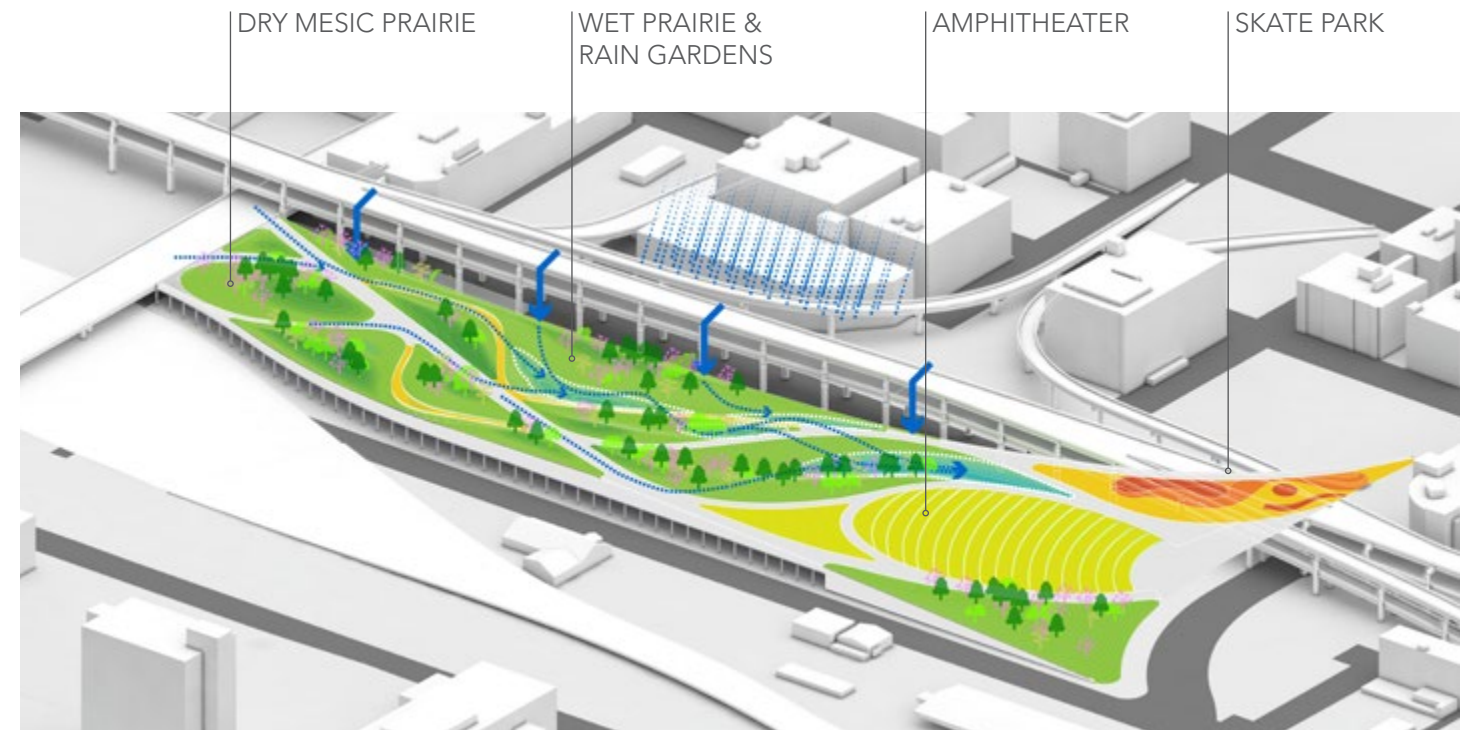 DRY MESIC PRAIRIE
WET PRAIRIE &
RAIN GARDENS
AMPHITHEATER
SKATE PARK